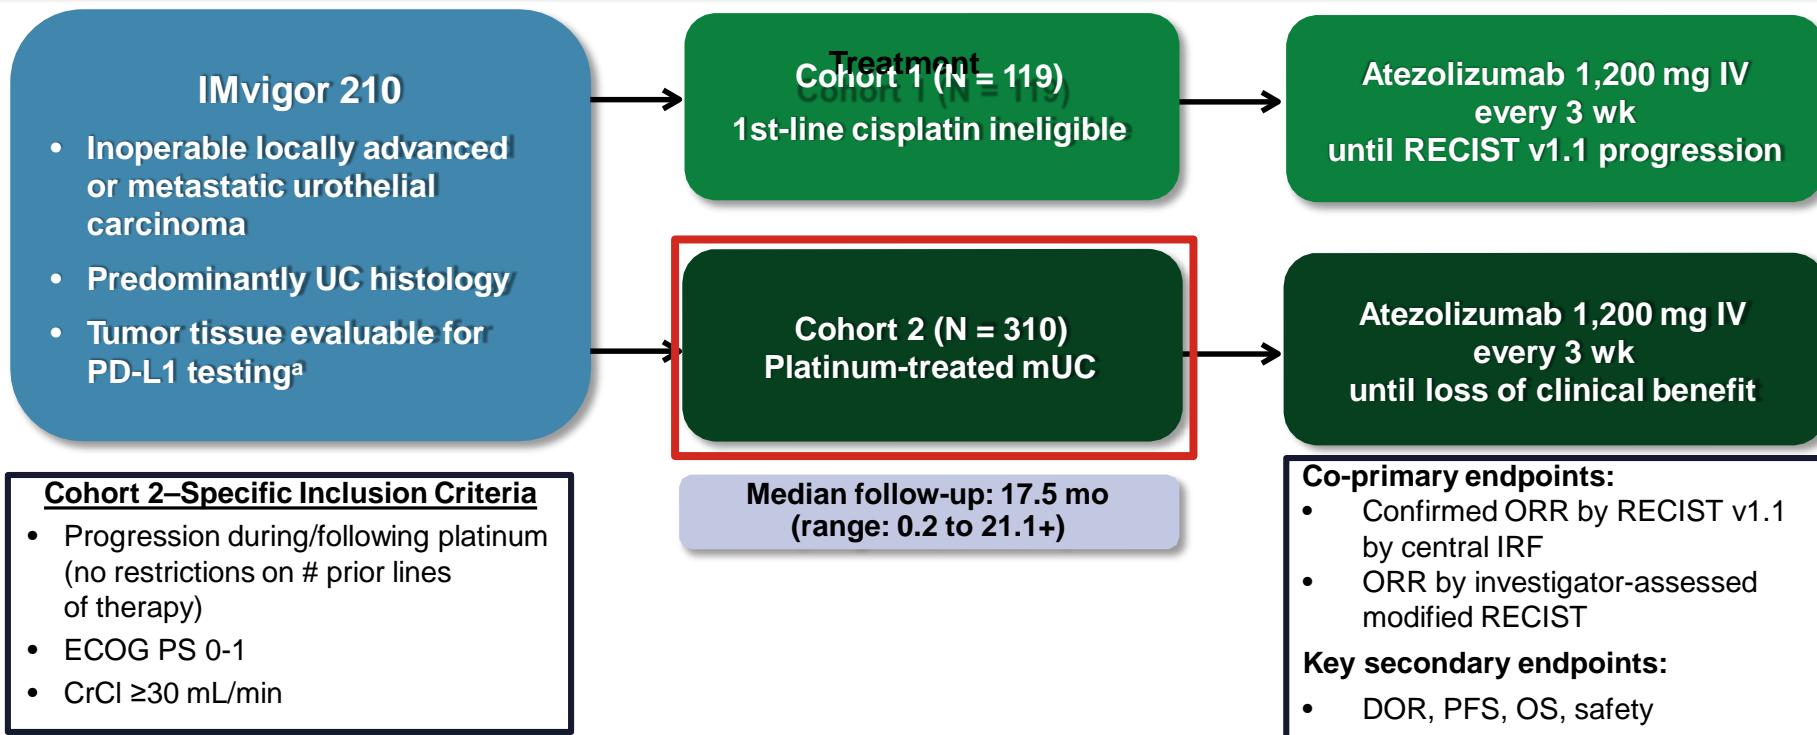 IMvigor 210
• Inoperable locally advanced
or metastatic urothelial
carcinoma
• Predominantly UC histology
• Tumor tissue evaluable for
PD-L1 testingᵃ
Treatment
Cohort 1 (N = 119)
1st-line cisplatin ineligible
Atezolizumab 1,200 mg IV
every 3 wk
until RECIST v1.1 progression
Cohort 2 (N = 310)
Platinum-treated mUC
Atezolizumab 1,200 mg IV
every 3 wk
until loss of clinical benefit
Cohort 2–Specific Inclusion Criteria
• Progression during/following platinum
(no restrictions on # prior lines
of therapy)
• ECOG PS 0-1
• CrCl ≥30 mL/min
Median follow-up: 17.5 mo
(range: 0.2 to 21.1+)
Co-primary endpoints:
• Confirmed ORR by RECIST v1.1
by central IRF
• ORR by investigator-assessed
modified RECIST
Key secondary endpoints:
• DOR, PFS, OS, safety